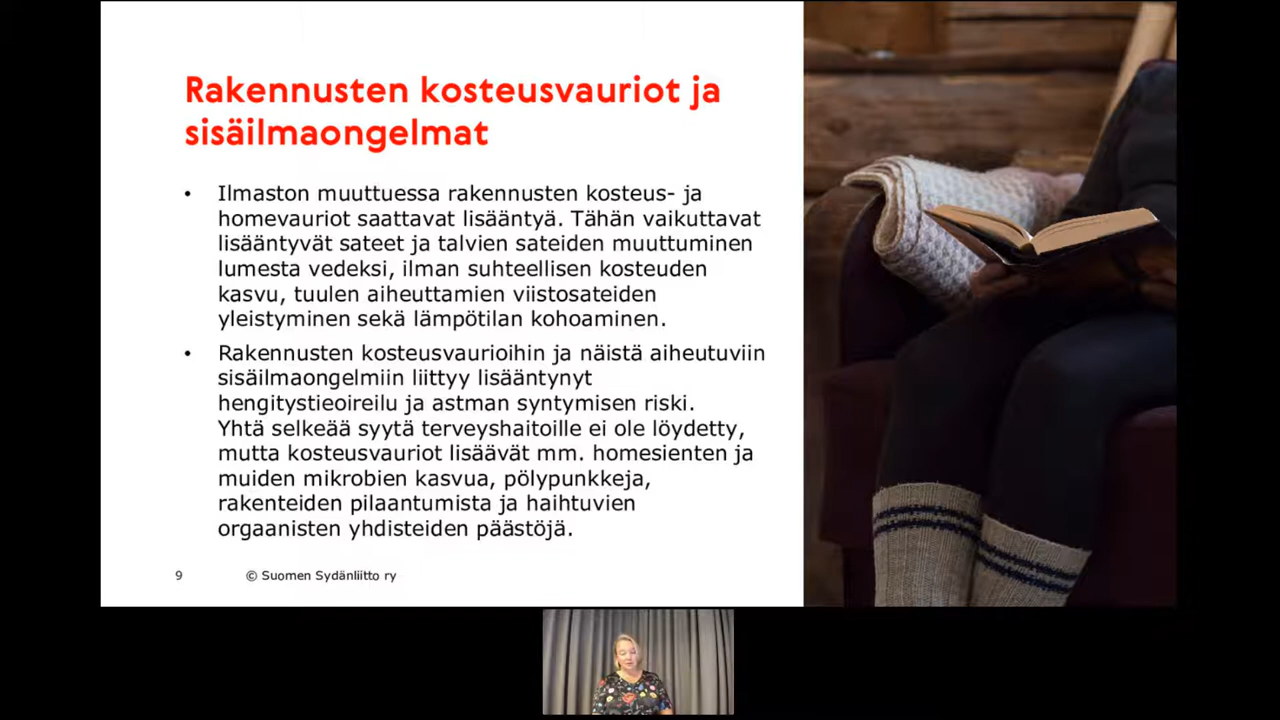 Rakennusten kosteusvauriot ja
sisäilmaongelmat
• Ilmaston muuttuessa rakennusten kosteus- ja
homevauriot saattavat lisääntyä. Tähän vaikuttavat
lisääntyvät sateet ja talvien sateiden muuttuminen
lumesta vedeksi, ilman suhteellisen kosteuden
kasvu, tuulen aiheuttamien viistosateiden
yleistyminen sekä lämpötilan kohoaminen.
• Rakennusten kosteusvaurioihin ja näistä aiheutuviin
sisäilmaongelmiin liittyy lisääntynyt
hengitystieoireilu ja astman syntymisen riski.
Yhtä selkeää syytä terveyshaitoille ei ole löydetty,
mutta kosteusvauriot lisäävät mm. homesienten ja
muiden mikrobien kasvua, pölypunkkeja,
rakenteiden pilaantumista ja haihtuvien
orgaanisten yhdisteiden päästöjä.
9 © Suomen Sydänliitto ry